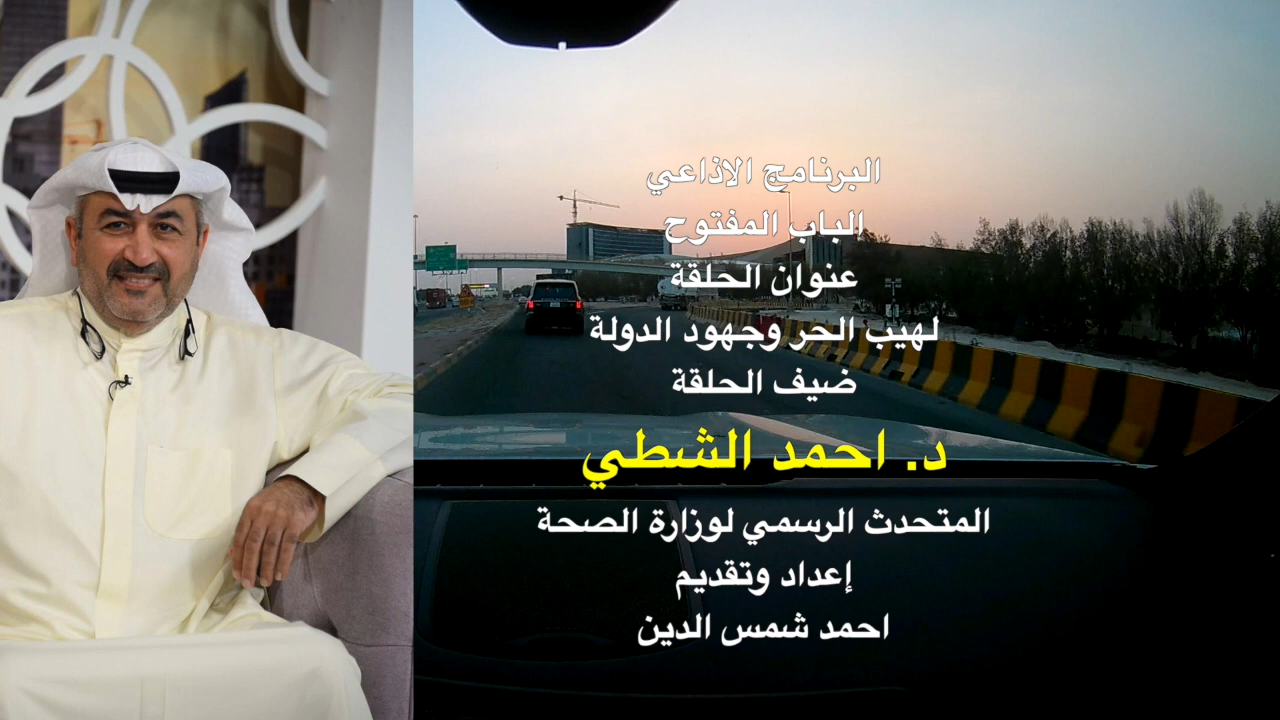 البرنامج الاذاعي
الباب المفتوح
عنوان الحلقة
لهيب الحر وجهود الدولة
ضيف الحلقة
د. احمد الشطي
المتحدث الرسمي لوزارة الصحة
إعداد وتقديم
احمد شمس الدين